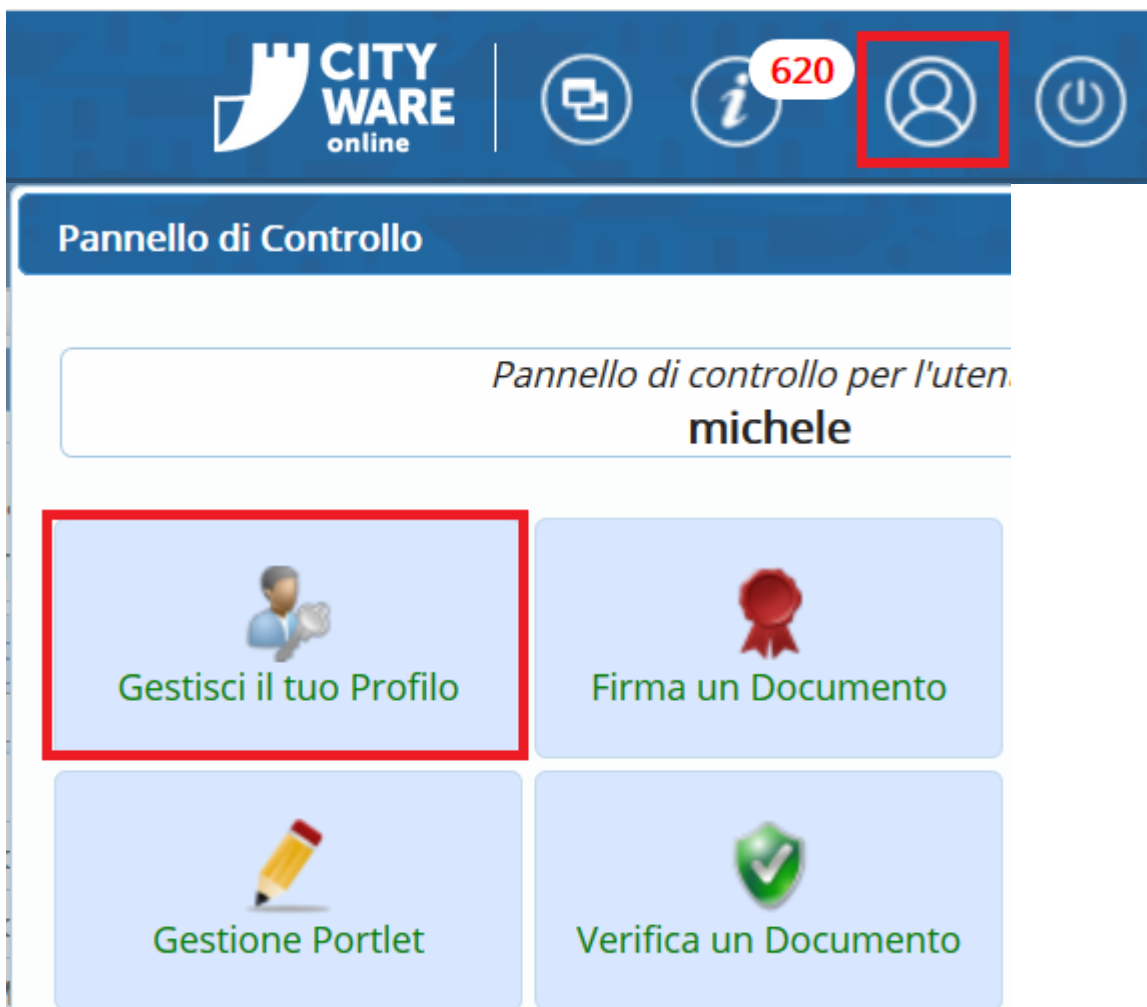 CITY
WARE
online
i
620
Pannello di Controllo
Pannello di controllo per l'uten
michele
Gestisci il tuo Profilo
Firma un Documento
Gestione Portlet
Verifica un Documento